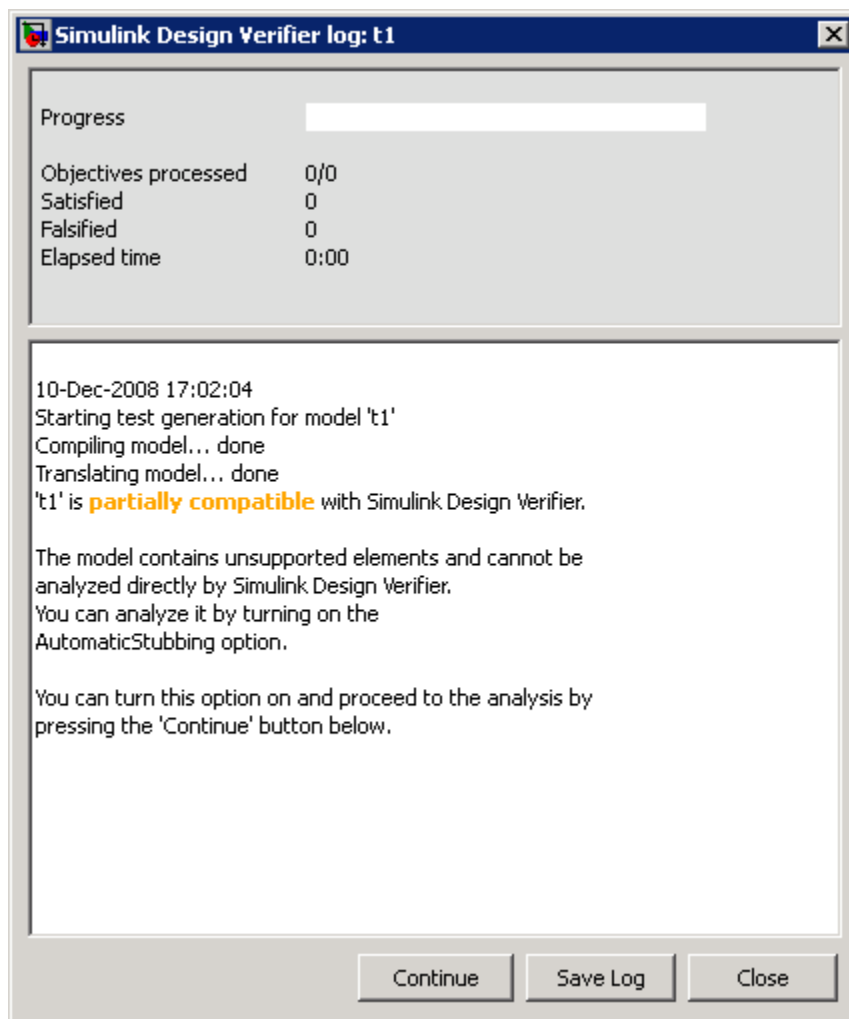 Simulink Design Verifier log: t1
Progress
Objectives processed 0/0
Satisfied 0
Falsified 0
Elapsed time 0:00
10-Dec-2008 17:02:04
Starting test generation for model 't1'
Compiling model... done
Translating model... done
't1' is partially compatible with Simulink Design Verifier.
The model contains unsupported elements and cannot be
analyzed directly by Simulink Design Verifier.
You can analyze it by turning on the
AutomaticStubbing option.
You can turn this option on and proceed to the analysis by
pressing the 'Continue' button below.
Continue Save Log Close